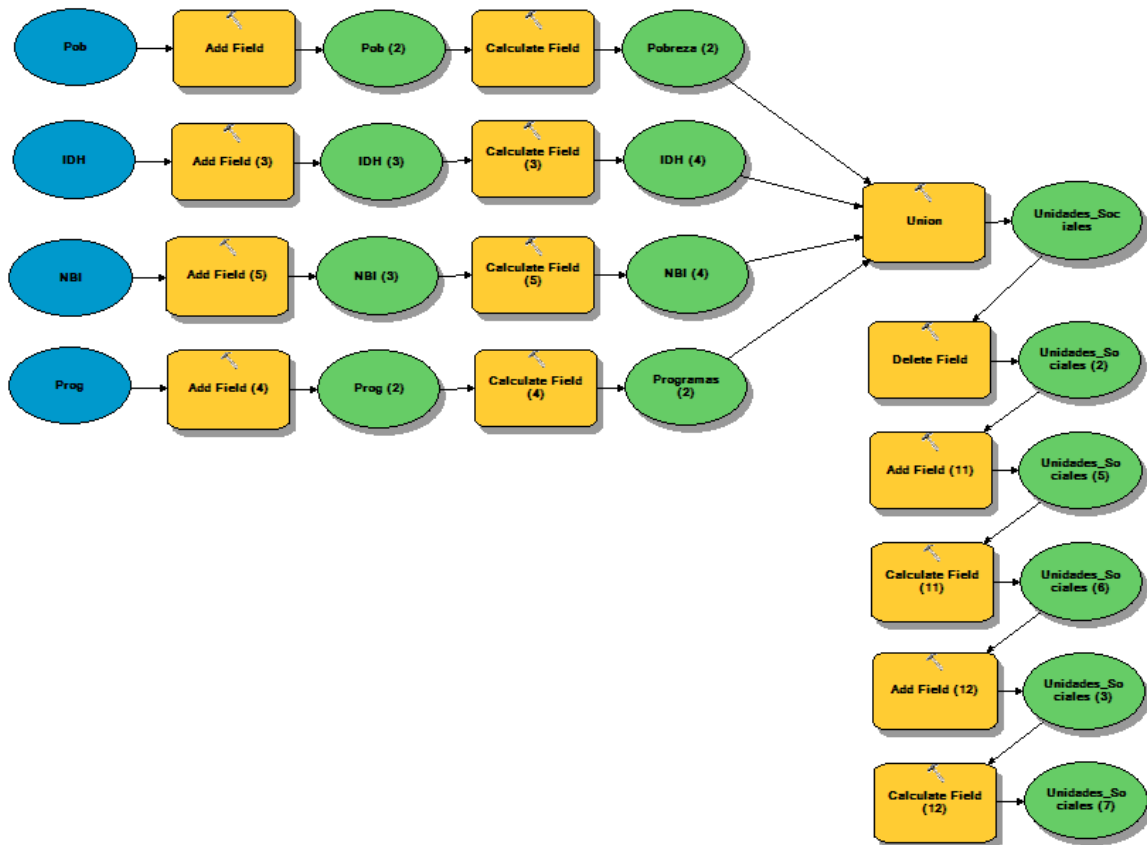 Pob
Add Field
Pob (2)
Calculate Field
Pobreza (2)
IDH
Add Field (3)
IDH (3)
Calculate Field
(3)
IDH (4)
NBI
Add Field (5)
NBI (3)
Calculate Field
(5)
NBI (4)
Prog
Add Field (4)
Prog (2)
Calculate Field
(4)
Programas
(2)
Union
Unidades_Soc
iales
Delete Field
Unidades_So
ciales (2)
Add Field (11)
Unidades_So
ciales (5)
Calculate Field
(11)
Unidades_So
ciales (6)
Add Field (12)
Unidades_So
ciales (3)
Calculate Field
(12)
Unidades_So
ciales (7)